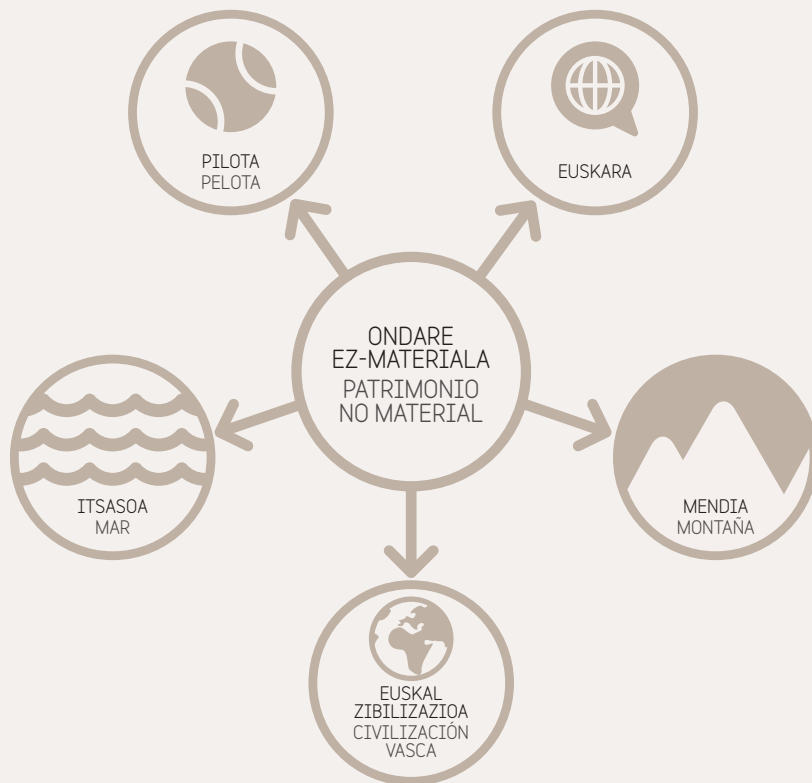 PILOTA
PELOTA
EUSKARA
ONDARE
EZ-MATERIALA
PATRIMONIO
NO MATERIAL
ITSASOA
MAR
MENDIA
MONTAÑA
EUSKAL
ZIBILIZAZIOA
CIVILIZACIÓN
VASCA